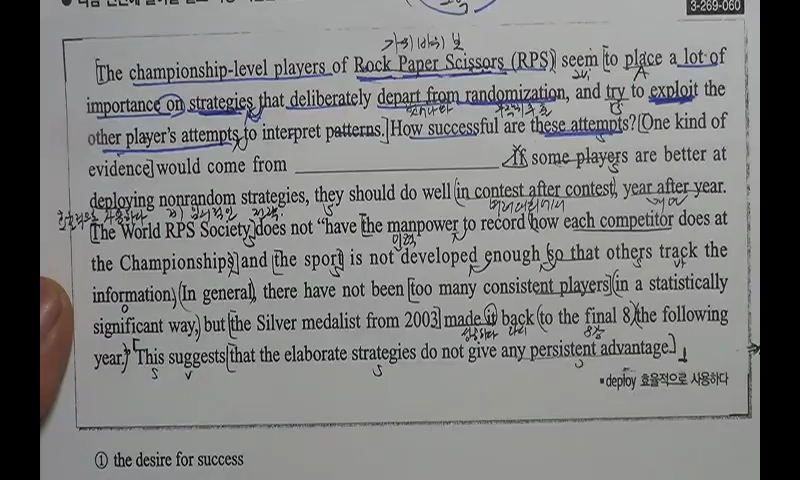 3-269-060
가위바위보
The championship-level players of Rock Paper Scissors (RPS) seem to place a lot of
importance on strategies that deliberately depart from randomization, and try to exploit the
other player's attempts to interpret patterns. How successful are these attempts? One kind of
evidence would come from ____________ If some players are better at
deploying nonrandom strategies, they should do well in contest after contest, year after year.
The World RPS Society does not "have the manpower to record how each competitor does at
인력
the Championships and the sport is not developed enough so that others track the
information. In general, there have not been too many consistent players in a statistically
significant way, but the Silver medalist from 2003 made it back to the final 8 the following
year." This suggests that the elaborate strategies do not give any persistent advantage.
deploy 효율적으로 사용하다
① the desire for success